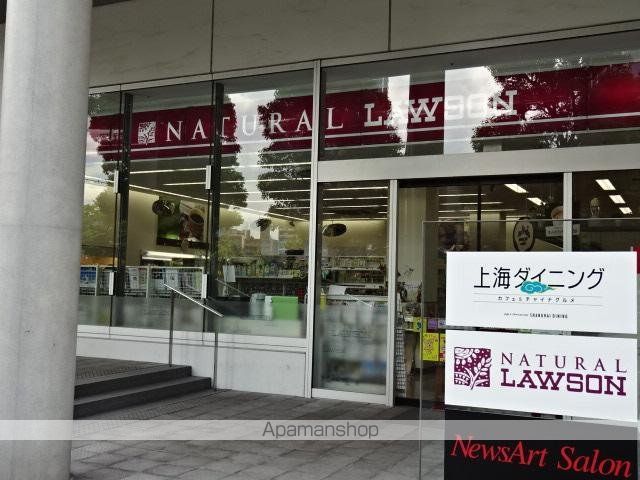 NATURAL LAWSON
上海ダイニング
カフェ&チャイナグルメ
SHANGHAI DINING
NATURAL
LAWSON
NewsArt Salon
Apamanshop